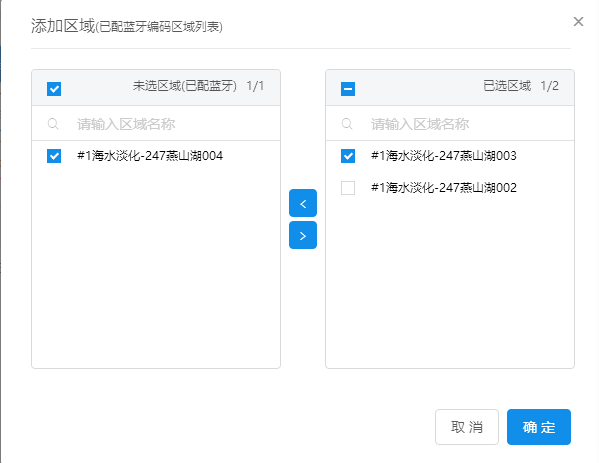 添加区域(已配蓝牙编码区域列表)
未选区域(已配蓝牙) 1/1
请输入区域名称
#1海水淡化-247燕山湖004
已选区域 1/2
请输入区域名称
#1海水淡化-247燕山湖003
#1海水淡化-247燕山湖002
取消 确定